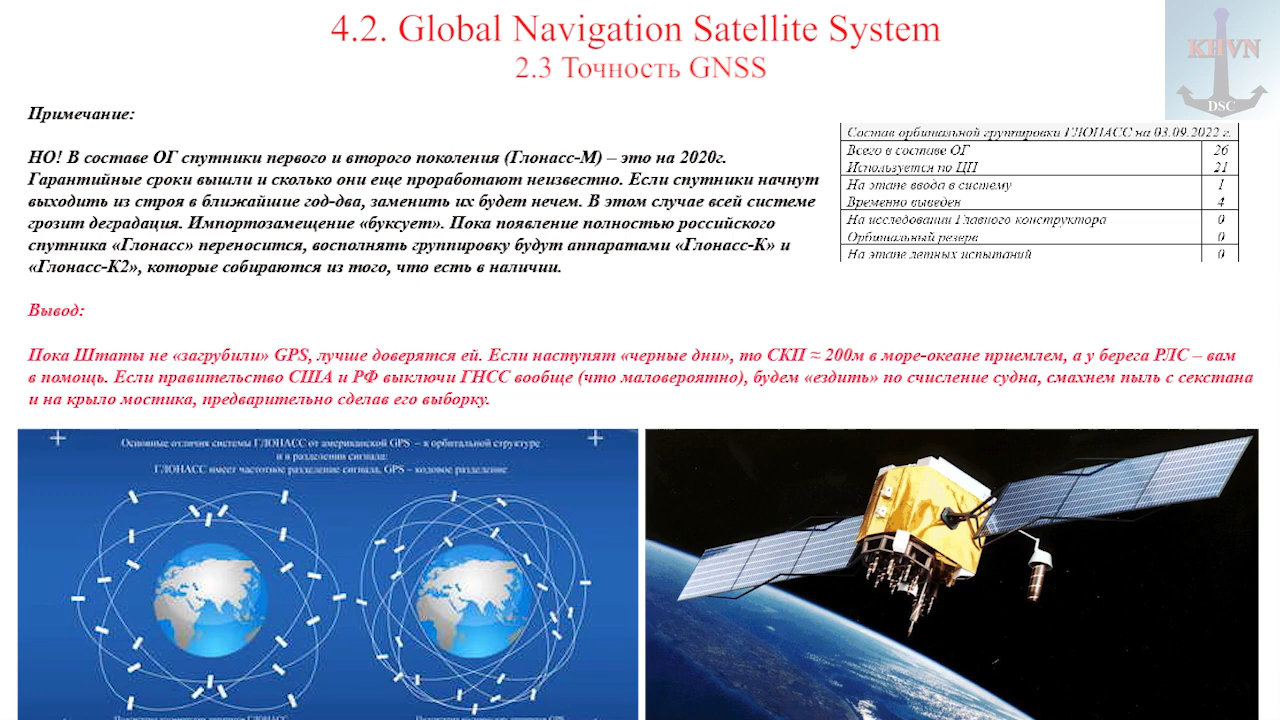 4.2. Global Navigation Satellite System
2.3 Точность GNSS
KHVN
DSC
Примечание:
НО! В составе ОГ спутники первого и второго поколения (Глонасс-М) – это на 2020г.
Гарантийные сроки вышли и сколько они еще проработают неизвестно. Если спутники начнут
выходить из строя в ближайшие год-два, заменить их будет нечем. В этом случае всей системе
грозит деградация. Импортозамещение «буксует». Пока появление полностью российского
спутника «Глонасс» переносится, восполнять группировку будут аппаратами «Глонасс-К» и
«Глонасс-К2», которые собираются из того, что есть в наличии.
Состав орбитальной группировки ГЛОНАСС на 03.09.2022 г.
Всего в составе ОГ 26
Используется по ЦН 21
На этапе ввода в систему 1
Временно выведен 4
На исследовании Главного конструктора 0
Орбитальный резерв 0
На этапе летных испытаний 0
Вывод:
Пока Штаты не «загрубили» GPS, лучше доверятся ей. Если наступят «черные дни», то СКП ≈ 200м в море-океане приемлем, а у берега РЛС – вам
в помощь. Если правительство США и РФ выключи ГНСС вообще (что маловероятно), будем «ездить» по счисление судна, смахнем пыль с секстана
и на крыло мостика, предварительно сделав его выборку.
Основные отличия системы ГЛОНАСС от американской GPS – в орбитальной структуре
и в разделении сигнала:
ГЛОНАСС имеет частотное разделение сигнала, GPS – кодовое разделение